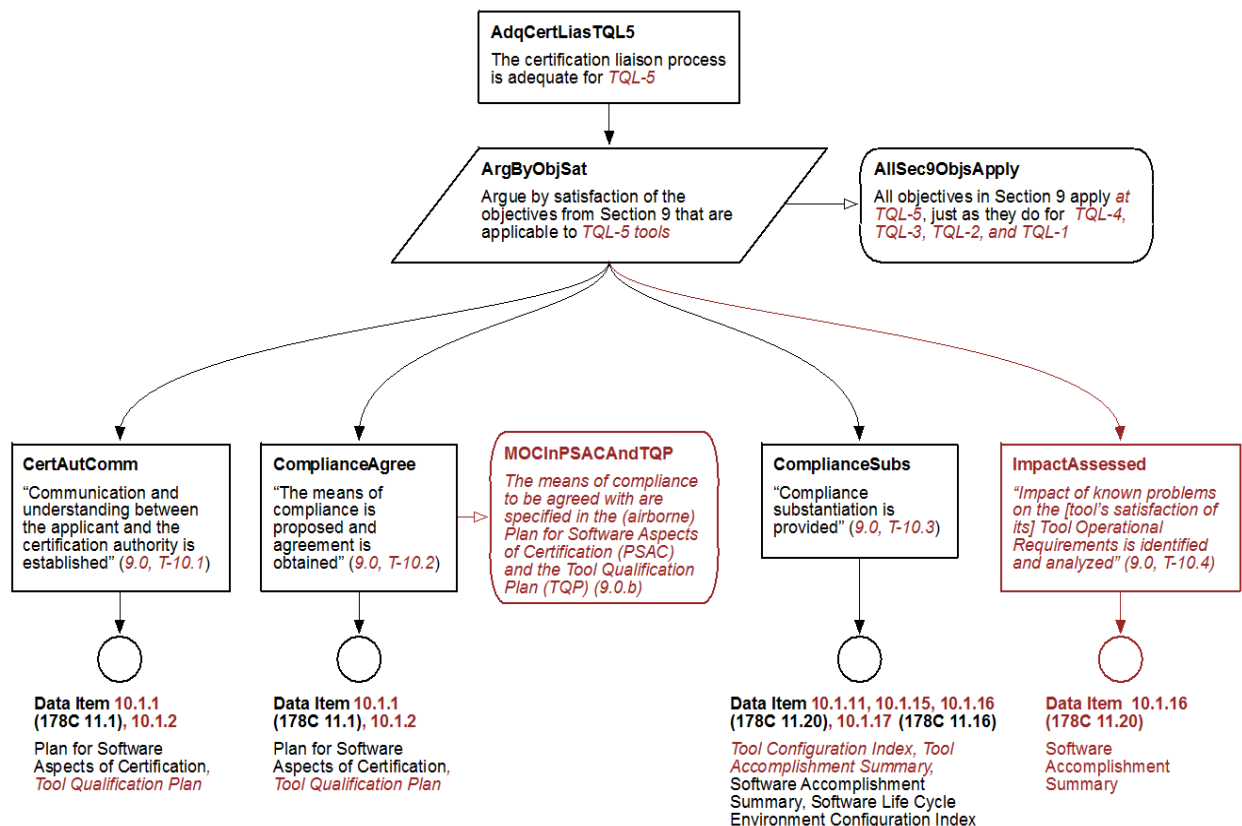 AdqCertLiasTQL5
The certification liaison process
is adequate for TQL-5
ArgByObjSat
Argue by satisfaction of the
objectives from Section 9 that are
applicable to TQL-5 tools
AllSec9ObjsApply
All objectives in Section 9 apply at
TQL-5, just as they do for TQL-4,
TQL-3, TQL-2, and TQL-1
CertAutComm
“Communication and
understanding between
the applicant and the
certification authority is
established” (9.0, T-10.1)
ComplianceAgree
“The means of
compliance is
proposed and
agreement is
obtained” (9.0, T-10.2)
MOCInPSACAndTQP
The means of compliance
to be agreed with are
specified in the (airborne)
Plan for Software Aspects
of Certification (PSAC)
and the Tool Qualification
Plan (TQP) (9.0.b)
ComplianceSubs
“Compliance
substantiation is
provided” (9.0, T-10.3)
ImpactAssessed
“Impact of known problems
on the [tool’s satisfaction of
its] Tool Operational
Requirements is identified
and analyzed” (9.0, T-10.4)
Data Item 10.1.1
(178C 11.1), 10.1.2
Plan for Software
Aspects of Certification,
Tool Qualification Plan
Data Item 10.1.1
(178C 11.1), 10.1.2
Plan for Software
Aspects of Certification,
Tool Qualification Plan
Data Item 10.1.11, 10.1.15, 10.1.16
(178C 11.20), 10.1.17 (178C 11.16)
Tool Configuration Index, Tool
Accomplishment Summary,
Software Accomplishment
Summary, Software Life Cycle
Environment Configuration Index
Data Item 10.1.16
(178C 11.20)
Software
Accomplishment
Summary